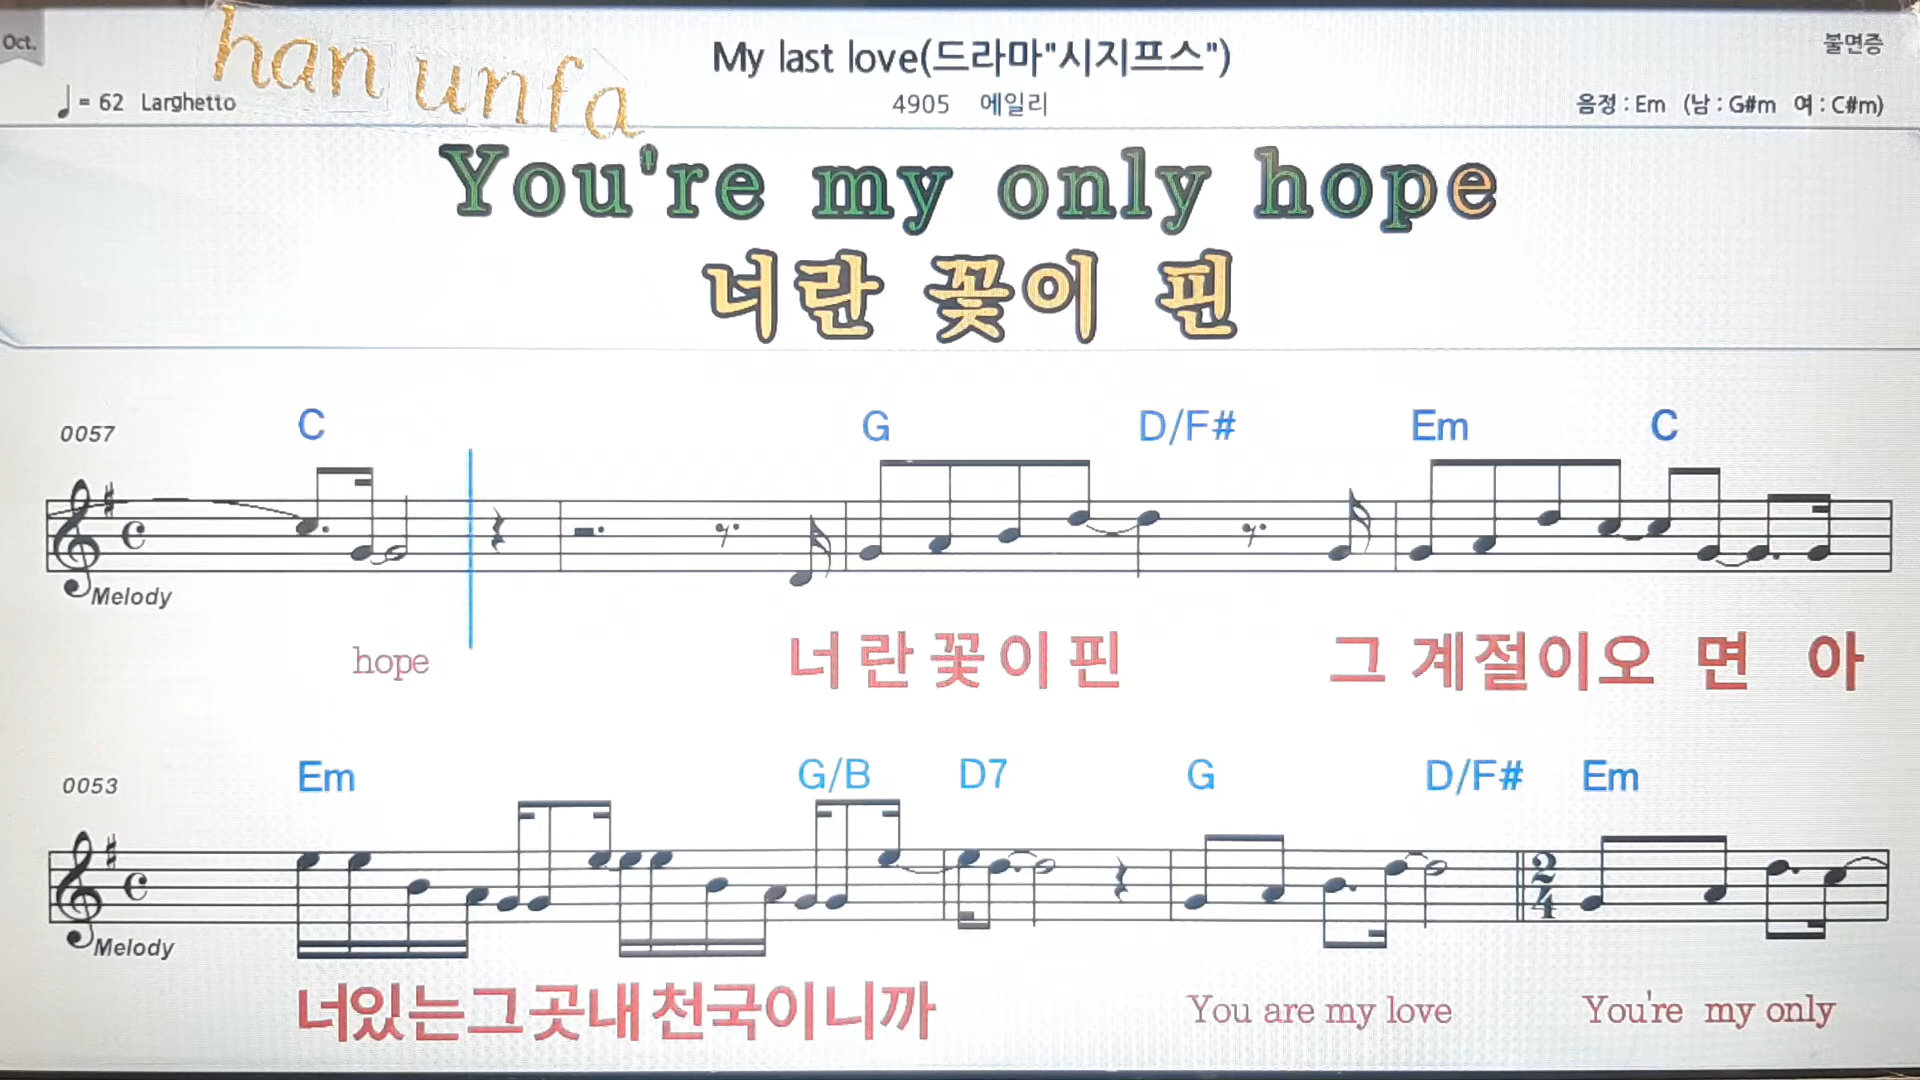 Oct.
han unfa
My last love(드라마"시지프스")
불면증
♩= 62 Larghetto
4905 에일리
음정 : Em (남 : G#m 여 : C#m)
You're my only hope
너란 꽃이 핀
0057 C G D/F# Em C
Melody
hope 너 란 꽃 이 핀 그 계절이오 면 아
0053 Em G/B D7 G D/F# Em
2
4
Melody
너있는그곳내천국이니까 You are my love You're my only